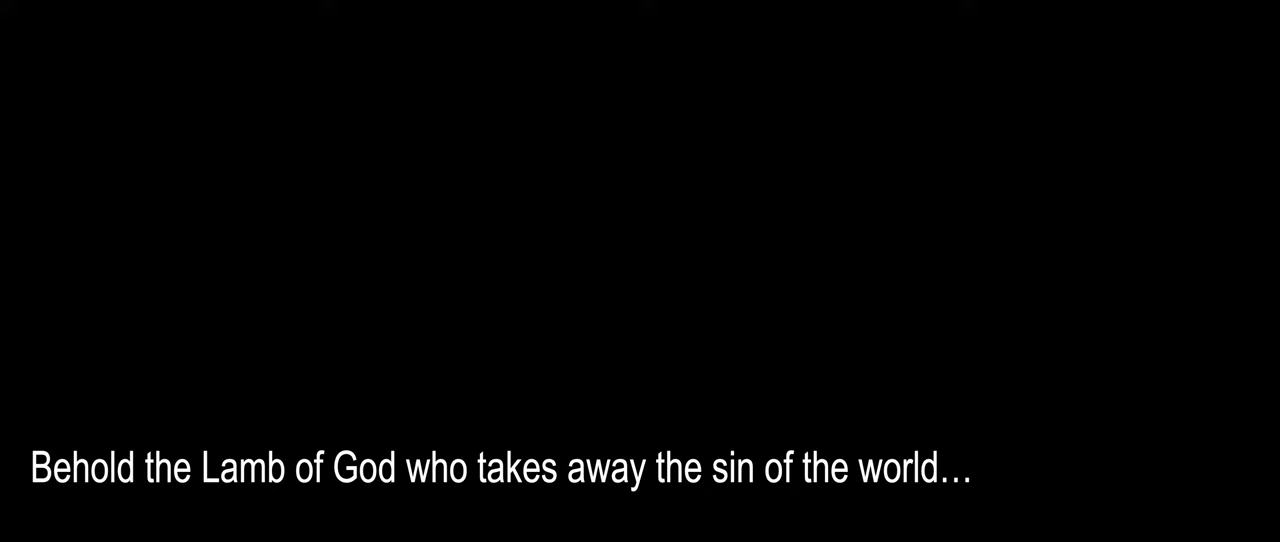 Behold the Lamb of God who takes away the sin of the world…